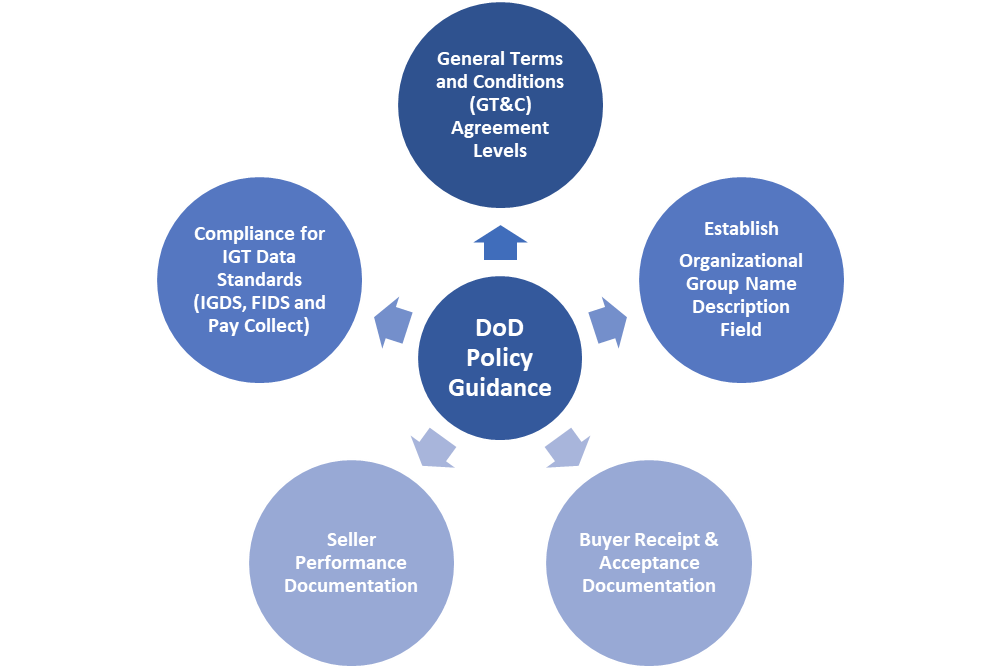 General Terms
and Conditions
(GT&C)
Agreement
Levels
Establish
Organizational
Group Name
Description
Field
Buyer Receipt &
Acceptance
Documentation
Seller
Performance
Documentation
Compliance for
IGT Data
Standards
(IGDS, FIDS and
Pay Collect)
DoD
Policy
Guidance